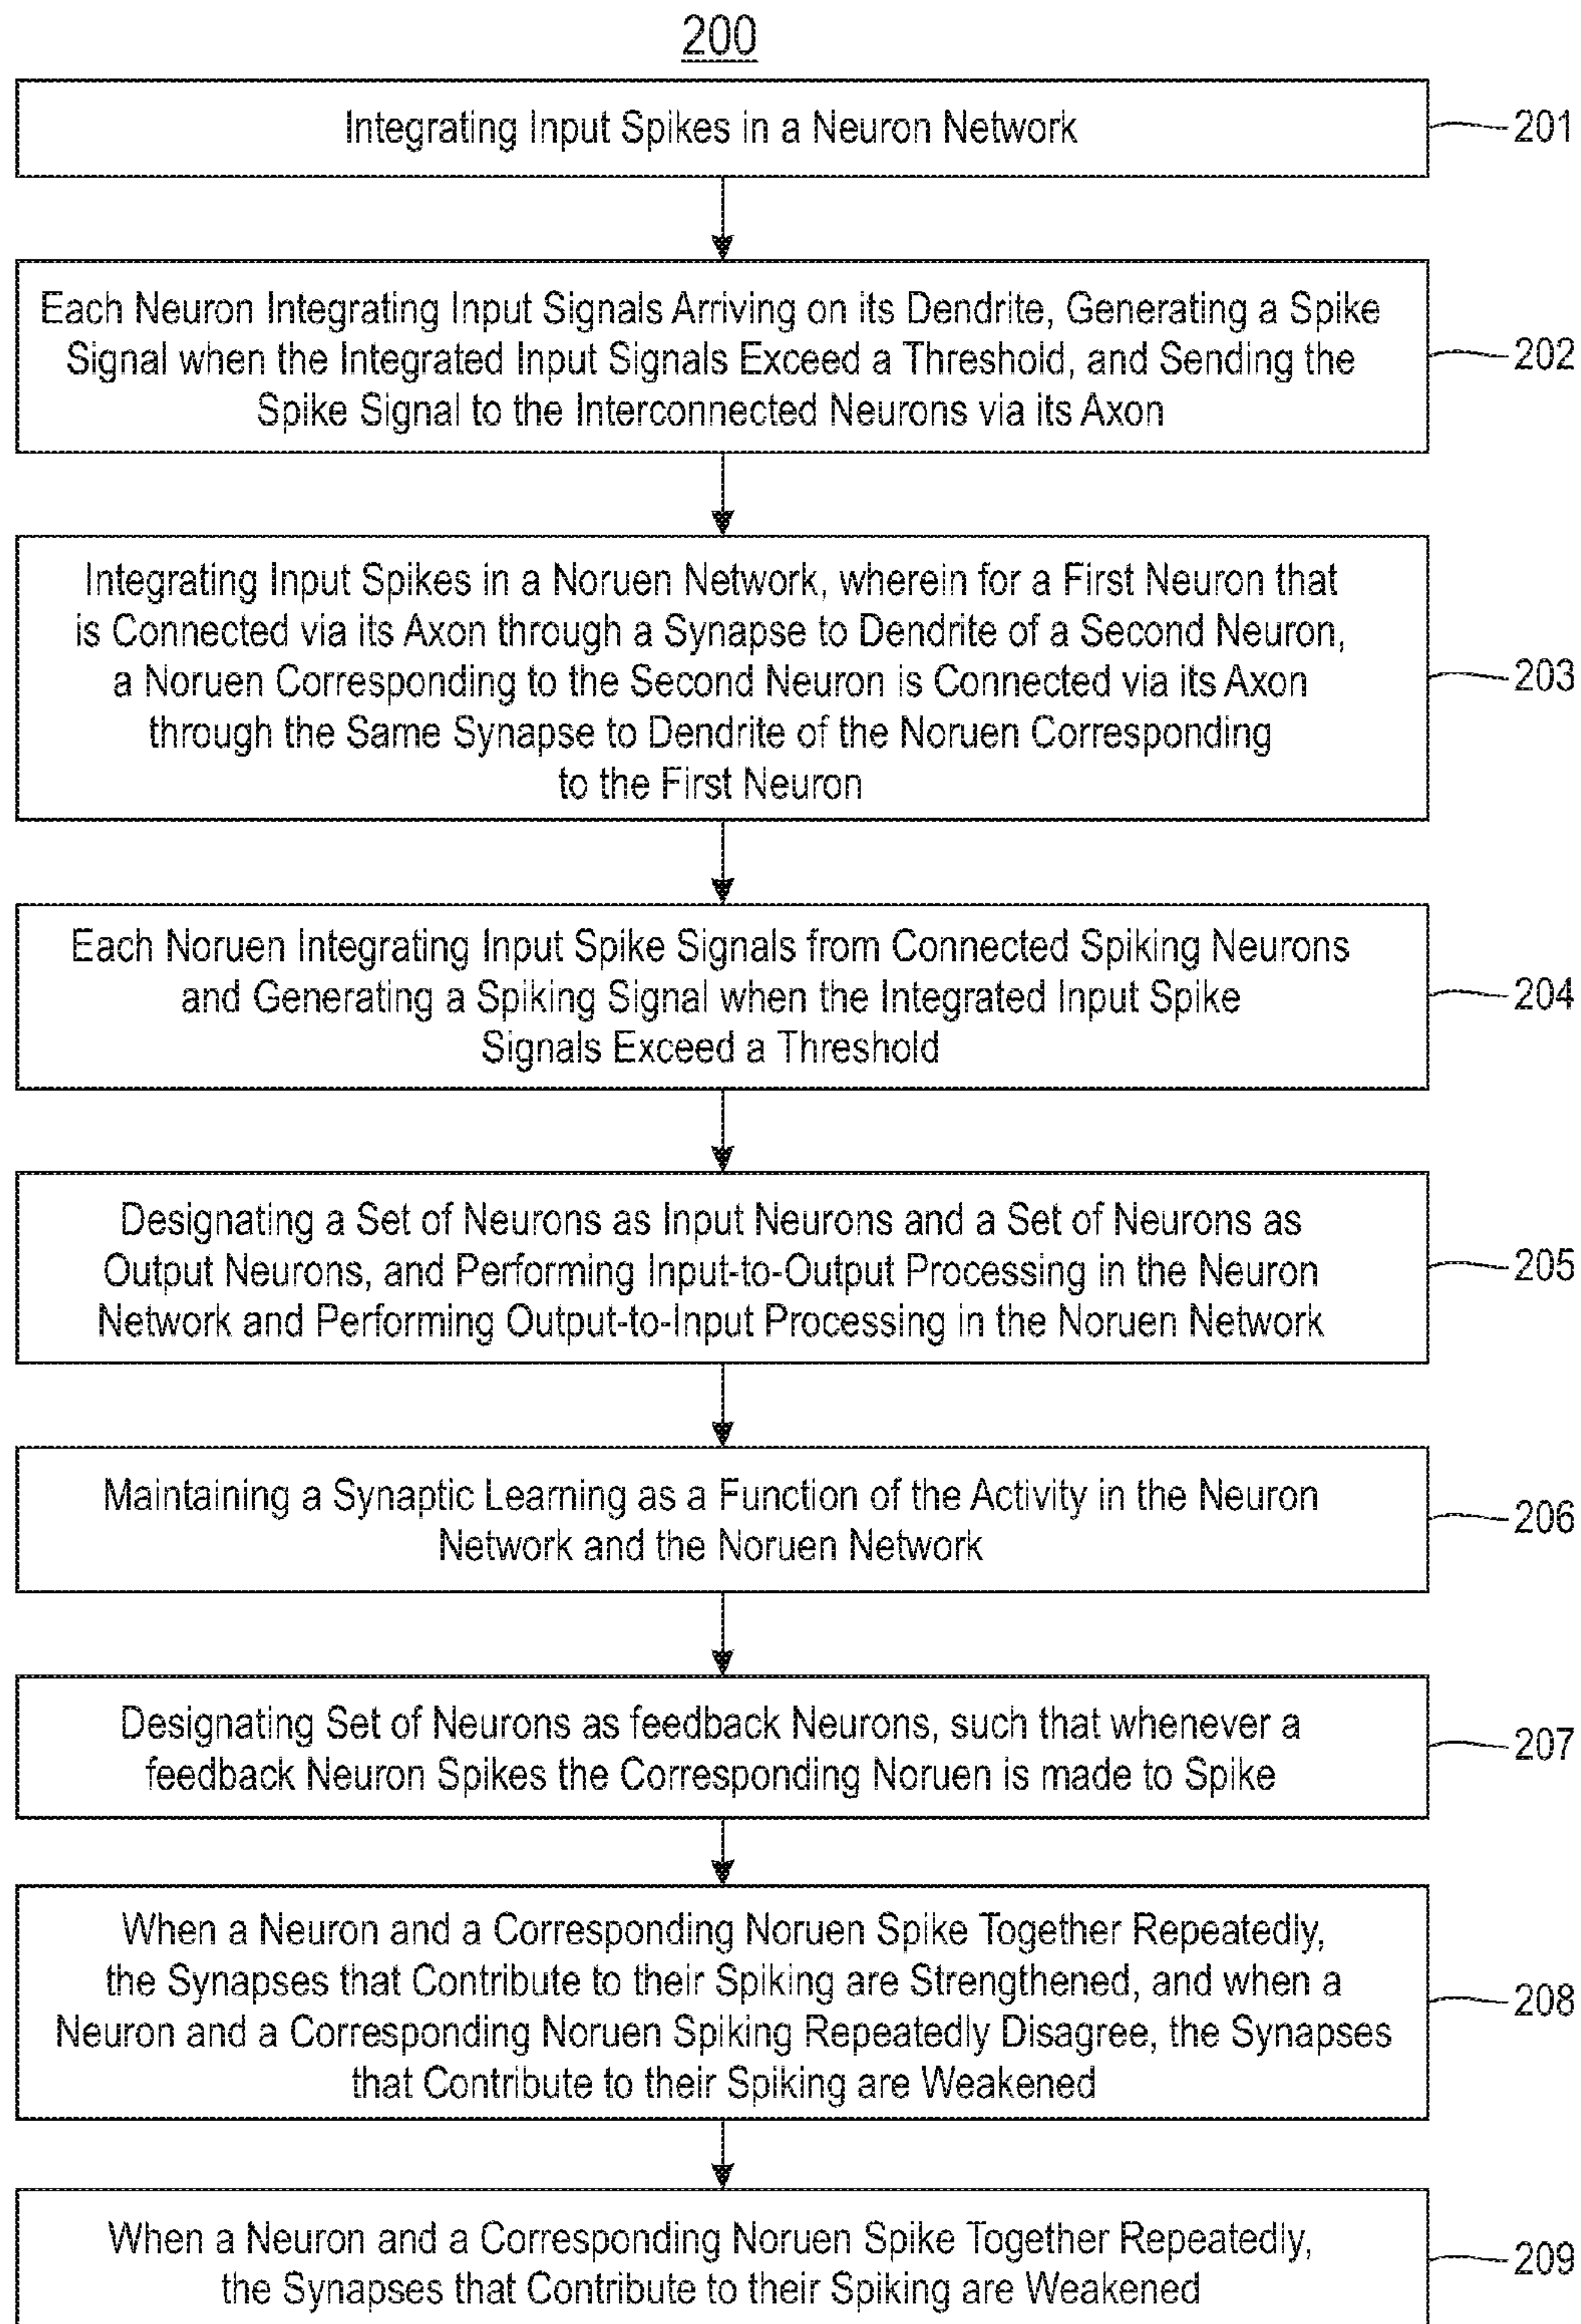 200
Integrating Input Spikes in a Neuron Network
201
Each Neuron Integrating Input Signals Arriving on its Dendrite, Generating a Spike
Signal when the Integrated Input Signals Exceed a Threshold, and Sending the
Spike Signal to the Interconnected Neurons via its Axon
202
Integrating Input Spikes in a Noruen Network, wherein for a First Neuron that
is Connected via its Axon through a Synapse to Dendrite of a Second Neuron,
a Noruen Corresponding to the Second Neuron is Connected via its Axon
through the Same Synapse to Dendrite of the Noruen Corresponding
to the First Neuron
203
Each Noruen Integrating Input Spike Signals from Connected Spiking Neurons
and Generating a Spiking Signal when the Integrated Input Spike
Signals Exceed a Threshold
204
Designating a Set of Neurons as Input Neurons and a Set of Neurons as
Output Neurons, and Performing Input-to-Output Processing in the Neuron
Network and Performing Output-to-Input Processing in the Noruen Network
205
Maintaining a Synaptic Learning as a Function of the Activity in the Neuron
Network and the Noruen Network
206
Designating Set of Neurons as feedback Neurons, such that whenever a
feedback Neuron Spikes the Corresponding Noruen is made to Spike
207
When a Neuron and a Corresponding Noruen Spike Together Repeatedly,
the Synapses that Contribute to their Spiking are Strengthened, and when a
Neuron and a Corresponding Noruen Spiking Repeatedly Disagree, the Synapses
that Contribute to their Spiking are Weakened
208
When a Neuron and a Corresponding Noruen Spike Together Repeatedly,
the Synapses that Contribute to their Spiking are Weakened
209